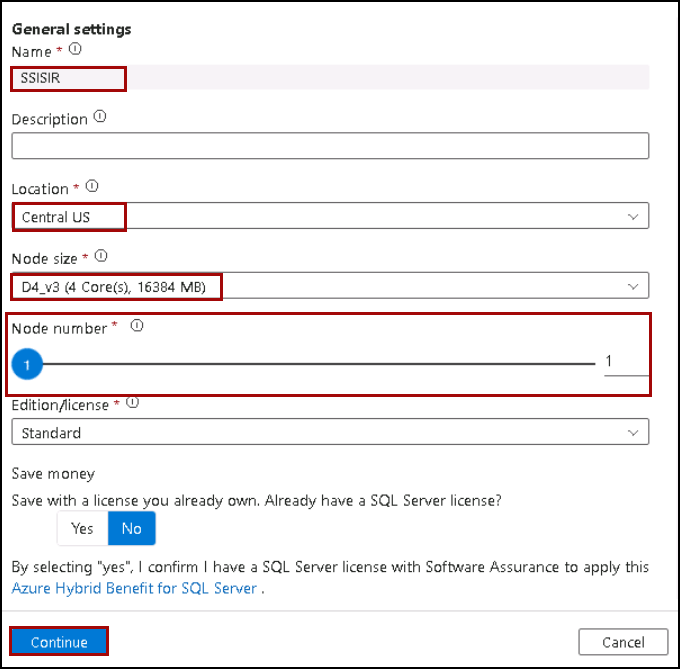 General settings
Name *
SSISIR
Description
Location *
Central US
Node size *
D4_v3 (4 Core(s), 16384 MB)
Node number *
1
1
Edition/license *
Standard
Save money
Save with a license you already own. Already have a SQL Server license?
Yes No
By selecting "yes", I confirm I have a SQL Server license with Software Assurance to apply this
Azure Hybrid Benefit for SQL Server .
Continue Cancel